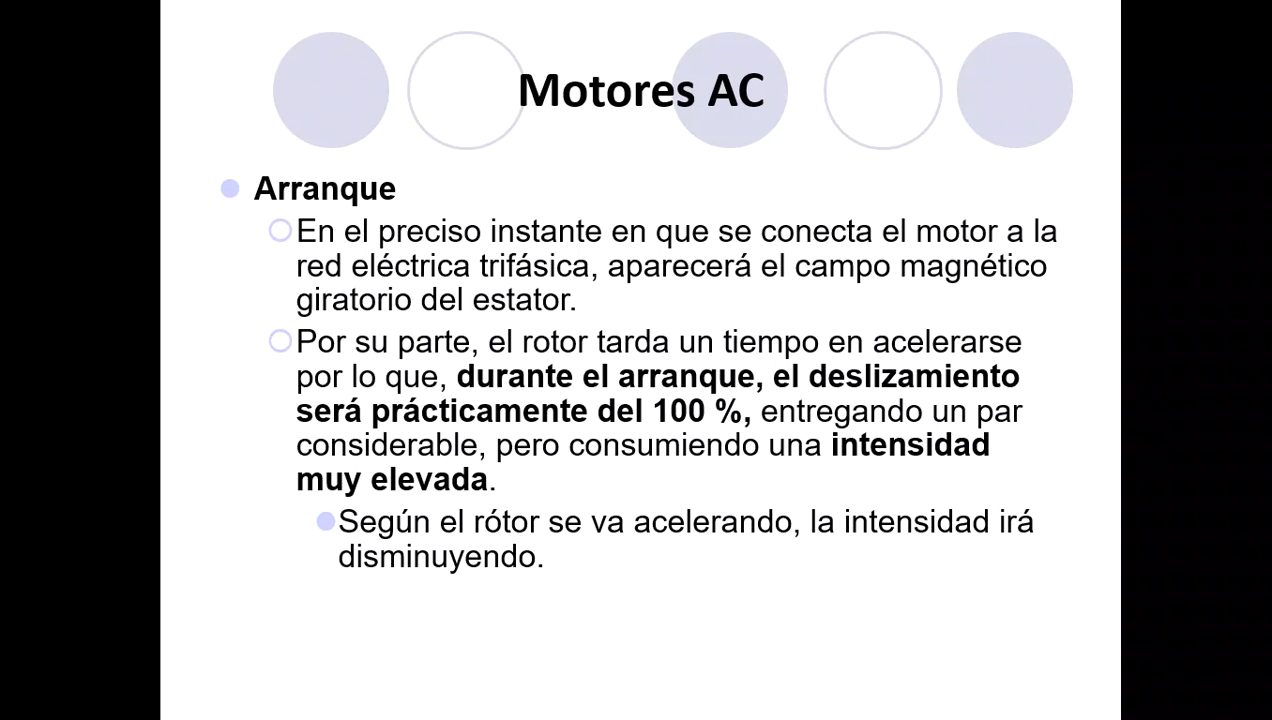 Motores AC
Arranque
En el preciso instante en que se conecta el motor a la
red eléctrica trifásica, aparecerá el campo magnético
giratorio del estator.
Por su parte, el rotor tarda un tiempo en acelerarse
por lo que, durante el arranque, el deslizamiento
será prácticamente del 100 %, entregando un par
considerable, pero consumiendo una intensidad
muy elevada.
Según el rótor se va acelerando, la intensidad irá
disminuyendo.